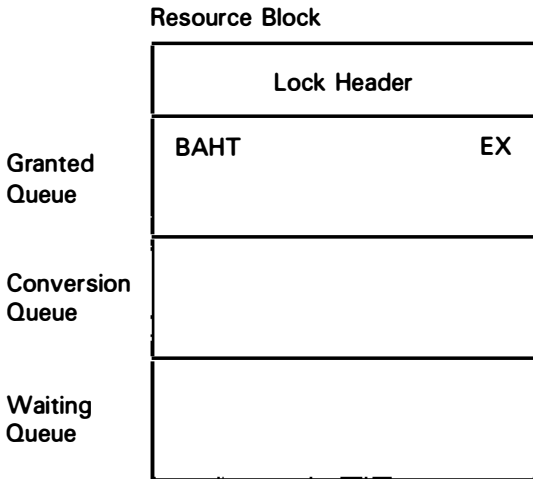 Resource Block
Lock Header
BAHT EX
Granted
Queue
Conversion
Queue
Waiting
Queue